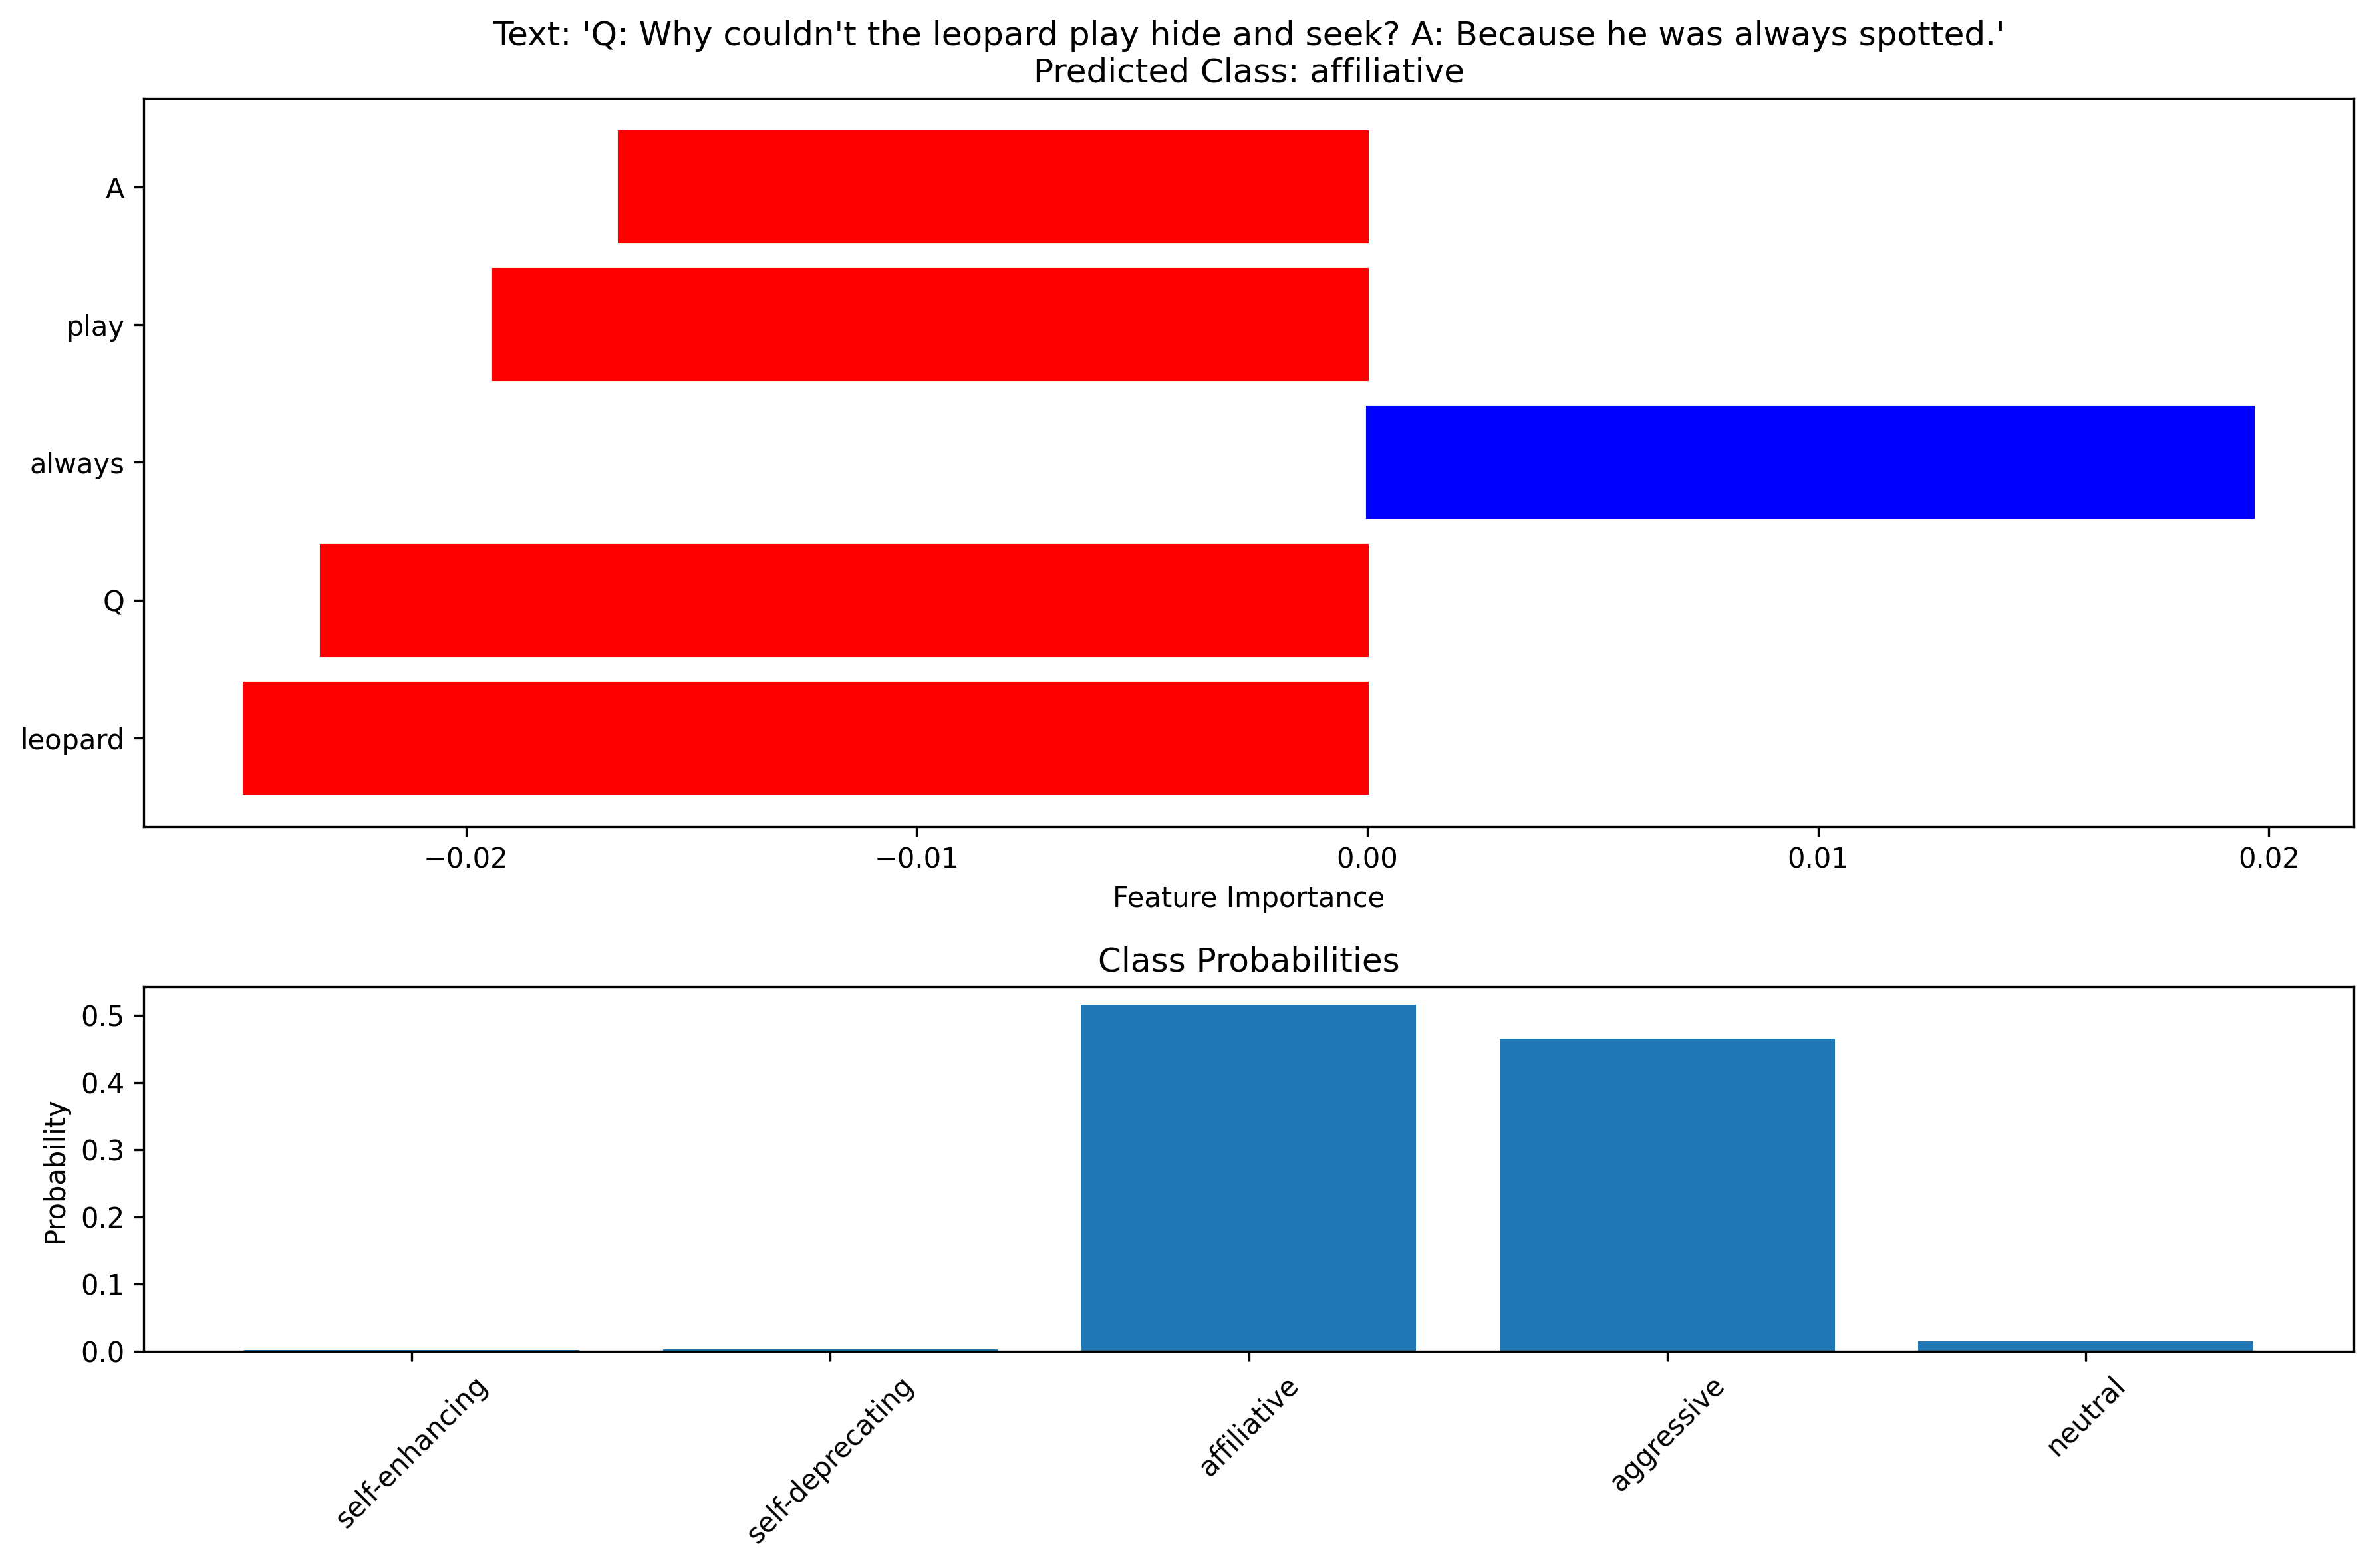 Text: 'Q: Why couldn't the leopard play hide and seek? A: Because he was always spotted.'
Predicted Class: affiliative
A
play
always
Q
leopard
−0.02
−0.01
0.00
0.01
0.02
Feature Importance
Class Probabilities
Probability
0.5
0.4
0.3
0.2
0.1
0.0
self-enhancing
self-deprecating
affiliative
aggressive
neutral